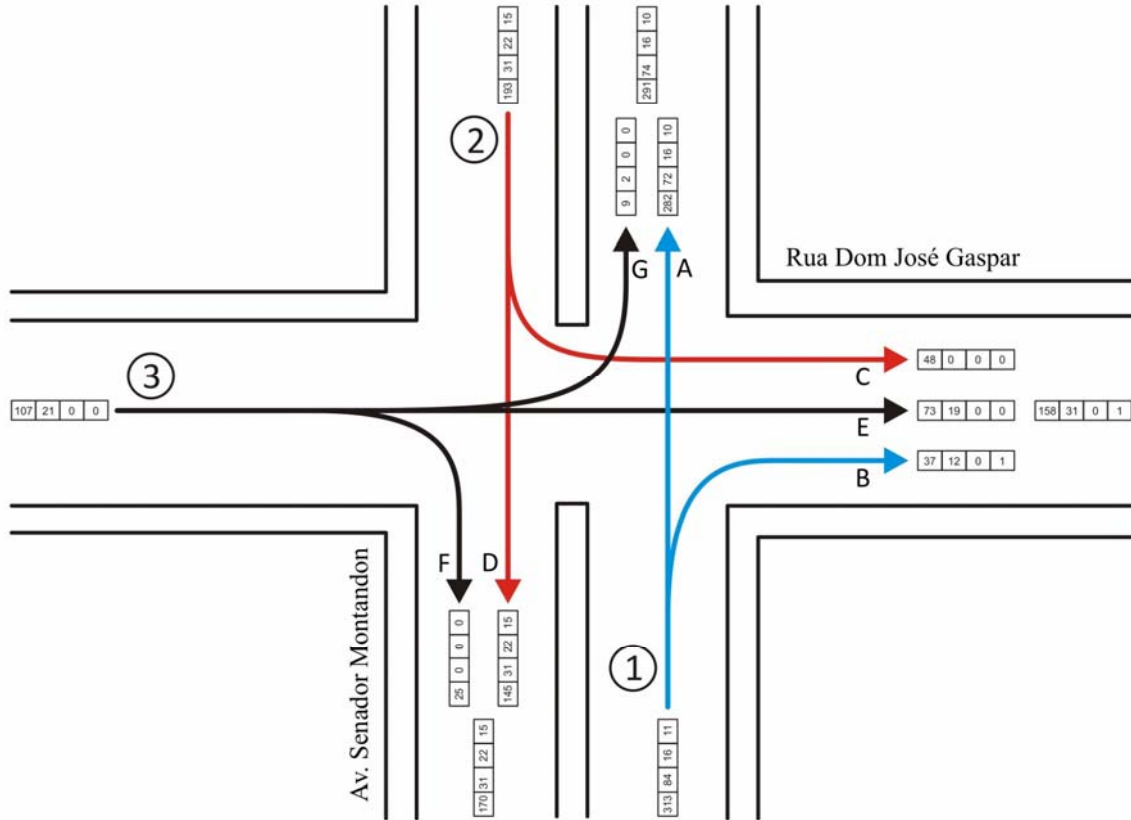 193 31 22 15
291 74 16 10
2
9 2 0 0
282 72 16 10
G
A
Rua Dom José Gaspar
3
C
48 0 0 0
107 21 0 0
E
73 19 0 0
158 31 0 1
B
37 12 0 1
Av. Senador Montandon
F
D
25 0 0 0
145 31 22 15
1
170 31 22 15
313 84 16 11